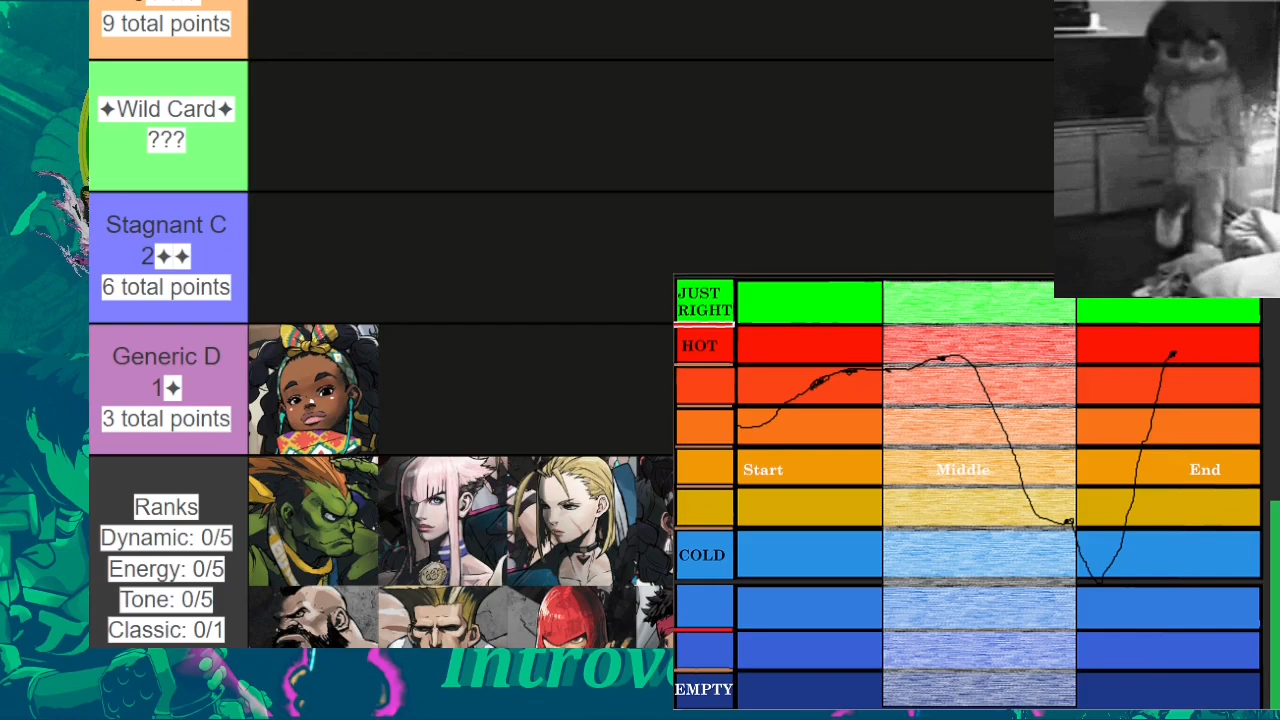 9 total points
✦Wild Card✦
???
Stagnant C
2✦✦
6 total points
Generic D
1✦
3 total points
Ranks
Dynamic: 0/5
Energy: 0/5
Tone: 0/5
Classic: 0/1
JUST
RIGHT
HOT
Start
Middle
End
COLD
EMPTY